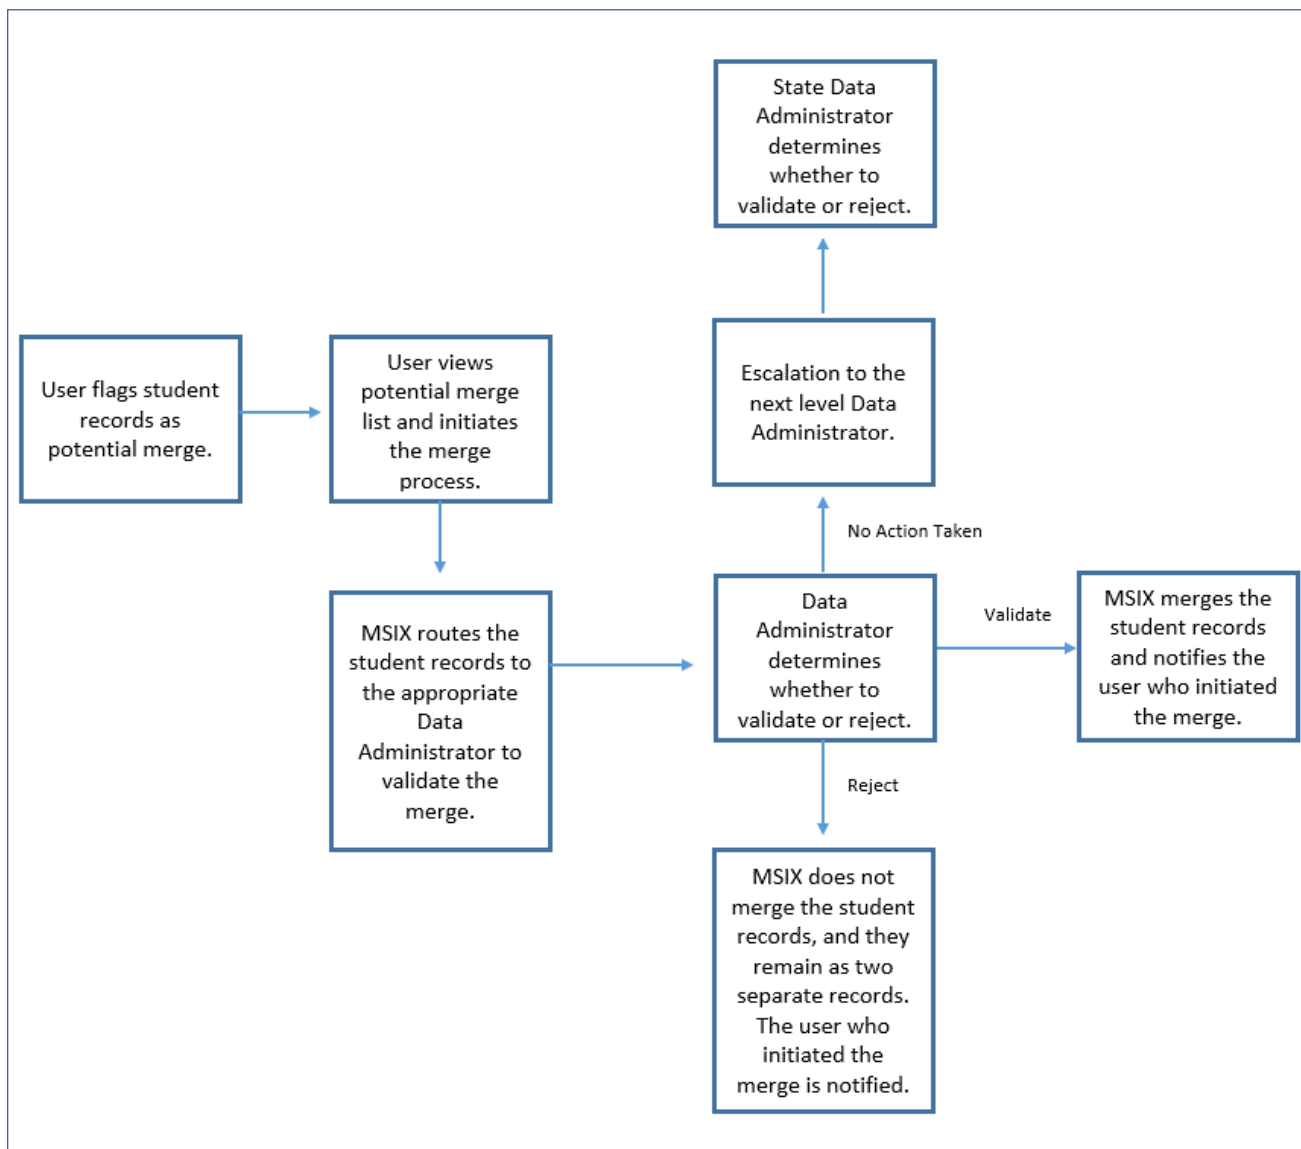 State Data
Administrator
determines
whether to
validate or reject.
User flags student
records as
potential merge.
User views
potential merge
list and initiates
the merge
process.
Escalation to the
next level Data
Administrator.
No Action Taken
MSIX routes the
student records to
the appropriate
Data
Administrator to
validate the
merge.
Data
Administrator
determines
whether to
validate or reject.
Validate
MSIX merges the
student records
and notifies the
user who initiated
the merge.
Reject
MSIX does not
merge the student
records, and they
remain as two
separate records.
The user who
initiated the
merge is notified.